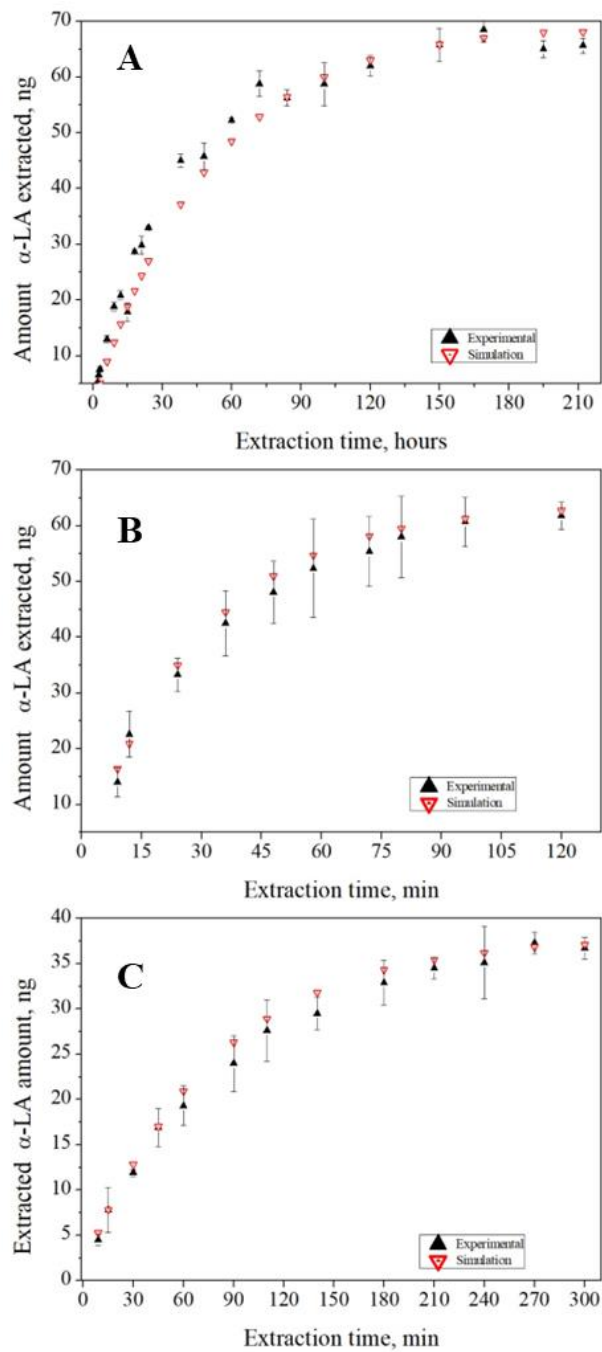 A
Amount α-LA extracted, ng
70
60
50
40
30
20
10
Experimental
Simulation
0 30 60 90 120 150 180 210
Extraction time, hours
B
Amount α-LA extracted, ng
70
60
50
40
30
20
10
Experimental
Simulation
0 15 30 45 60 75 90 105 120
Extraction time, min
C
Extracted α-LA amount, ng
40
35
30
25
20
15
10
5
0
Experimental
Simulation
0 30 60 90 120 150 180 210 240 270 300
Extraction time, min